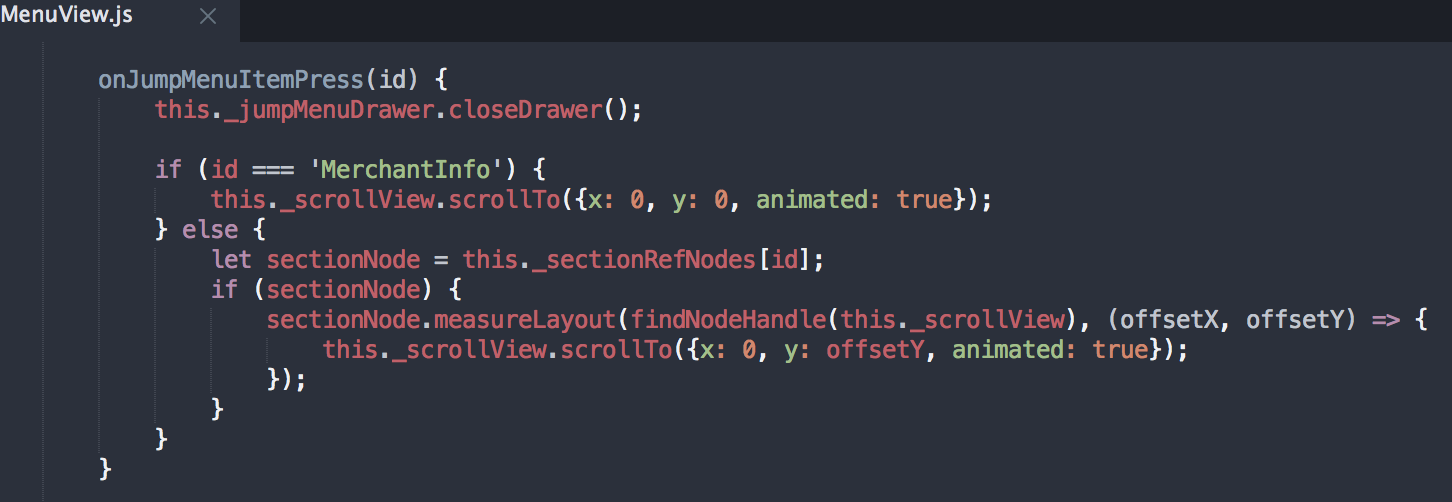 MenuView.js
onJumpMenuItemPress(id) {
this._jumpMenuDrawer.closeDrawer();
if (id === 'MerchantInfo') {
this._scrollView.scrollTo({x: 0, y: 0, animated: true});
} else {
let sectionNode = this._sectionRefNodes[id];
if (sectionNode) {
sectionNode.measureLayout(findNodeHandle(this._scrollView), (offsetX, offsetY) => {
this._scrollView.scrollTo({x: 0, y: offsetY, animated: true});
});
}
}
}